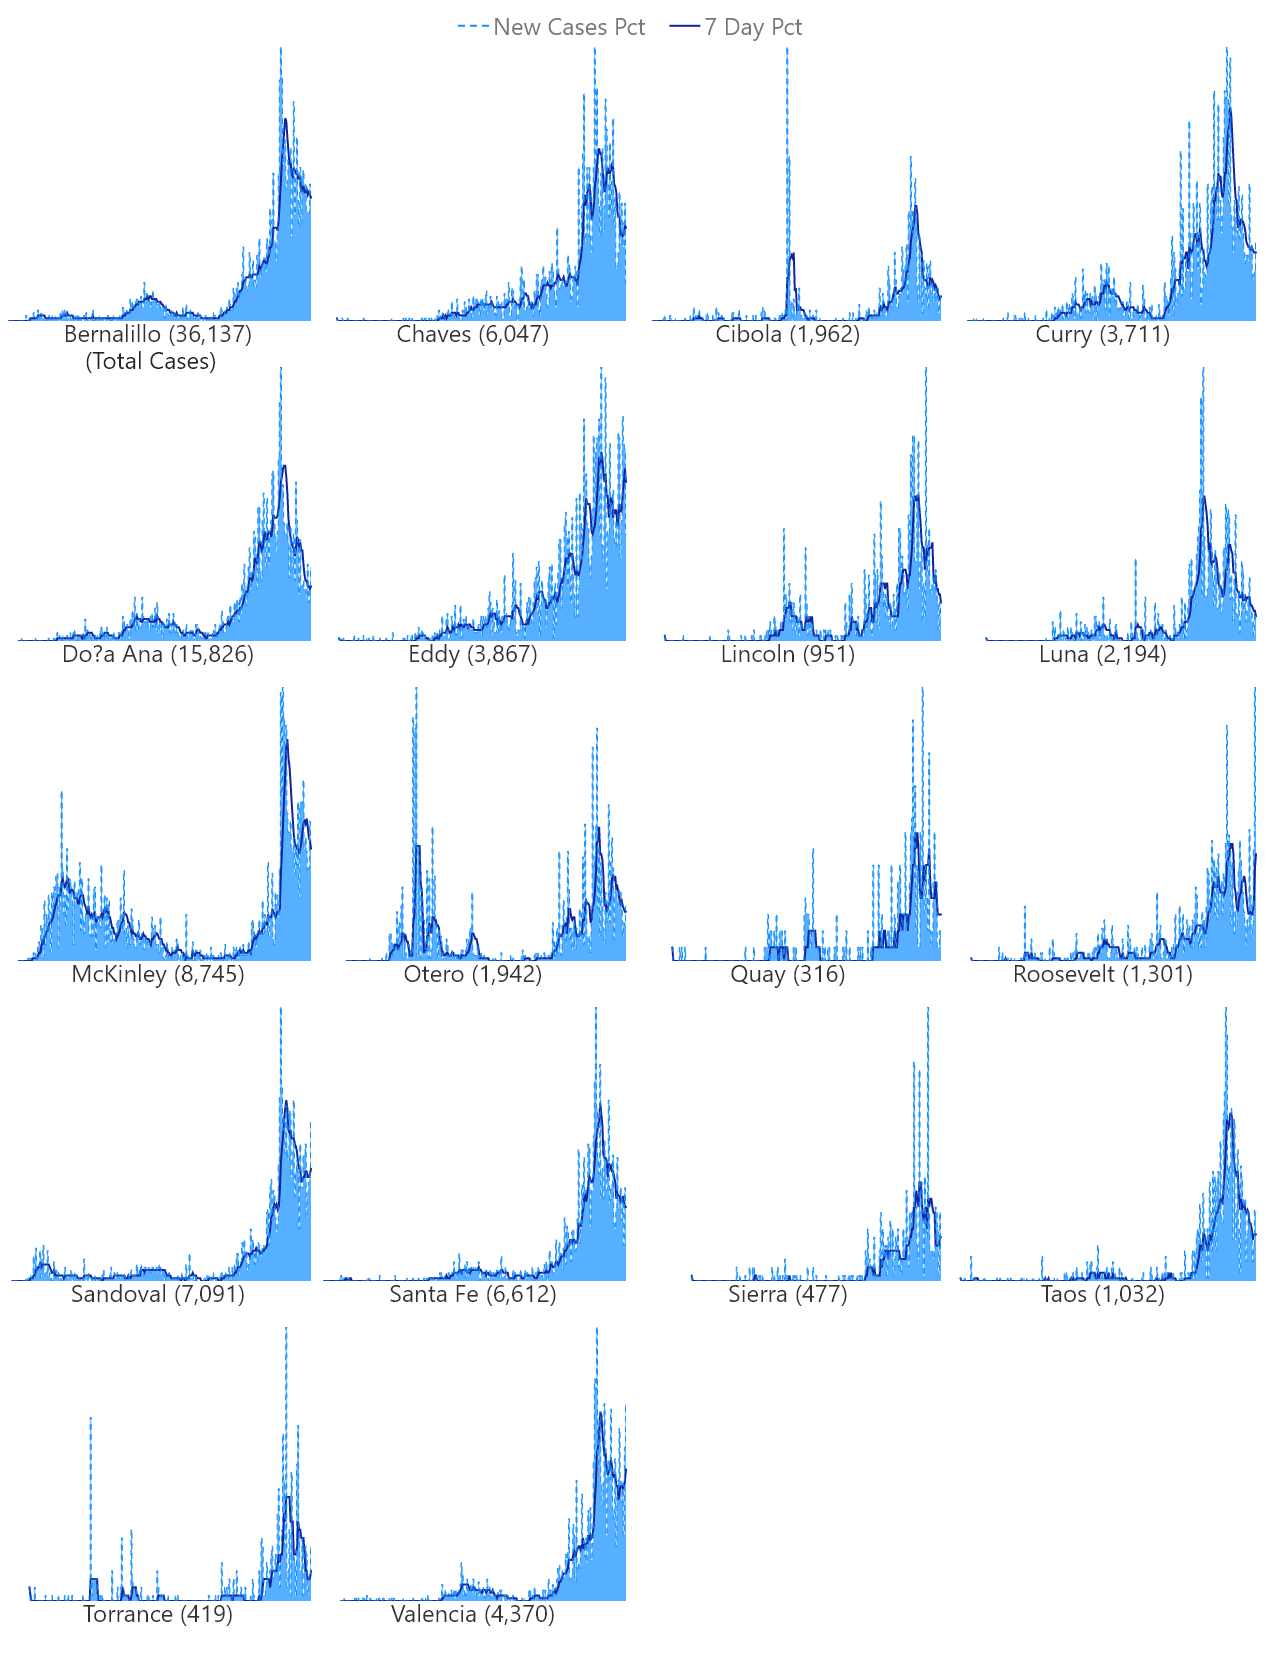 New Cases Pct 7 Day Pct
Bernalillo (36,137) Chaves (6,047) Cibola (1,962) Curry (3,711)
(Total Cases)
Do?a Ana (15,826) Eddy (3,867) Lincoln (951) Luna (2,194)
McKinley (8,745) Otero (1,942) Quay (316) Roosevelt (1,301)
Sandoval (7,091) Santa Fe (6,612) Sierra (477) Taos (1,032)
Torrance (419) Valencia (4,370)